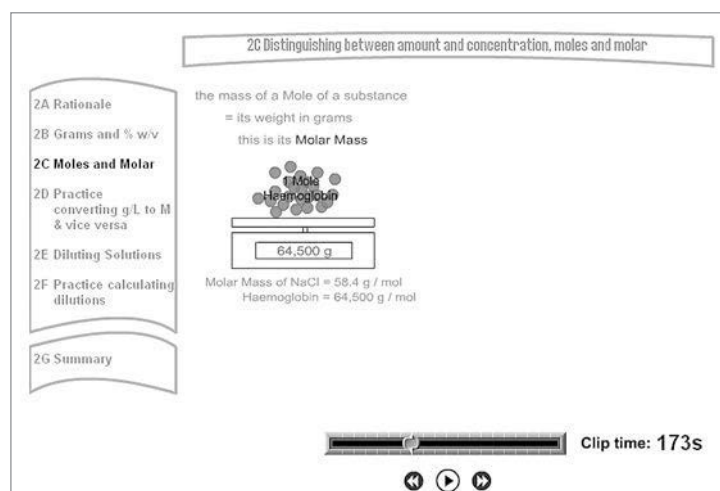 2C Distinguishing between amount and concentration, moles and molar
2A Rationale
2B Grams and % w/v
2C Moles and Molar
2D Practice
converting g/L to M
& vice versa
2E Diluting Solutions
2F Practice calculating
dilutions
2G Summary
the mass of a Mole of a substance
= its weight in grams
this is its Molar Mass
1 Mole
Haemoglobin
64,500 g
Molar Mass of NaCl = 58.4 g / mol
Haemoglobin = 64,500 g / mol
Clip time: 173s